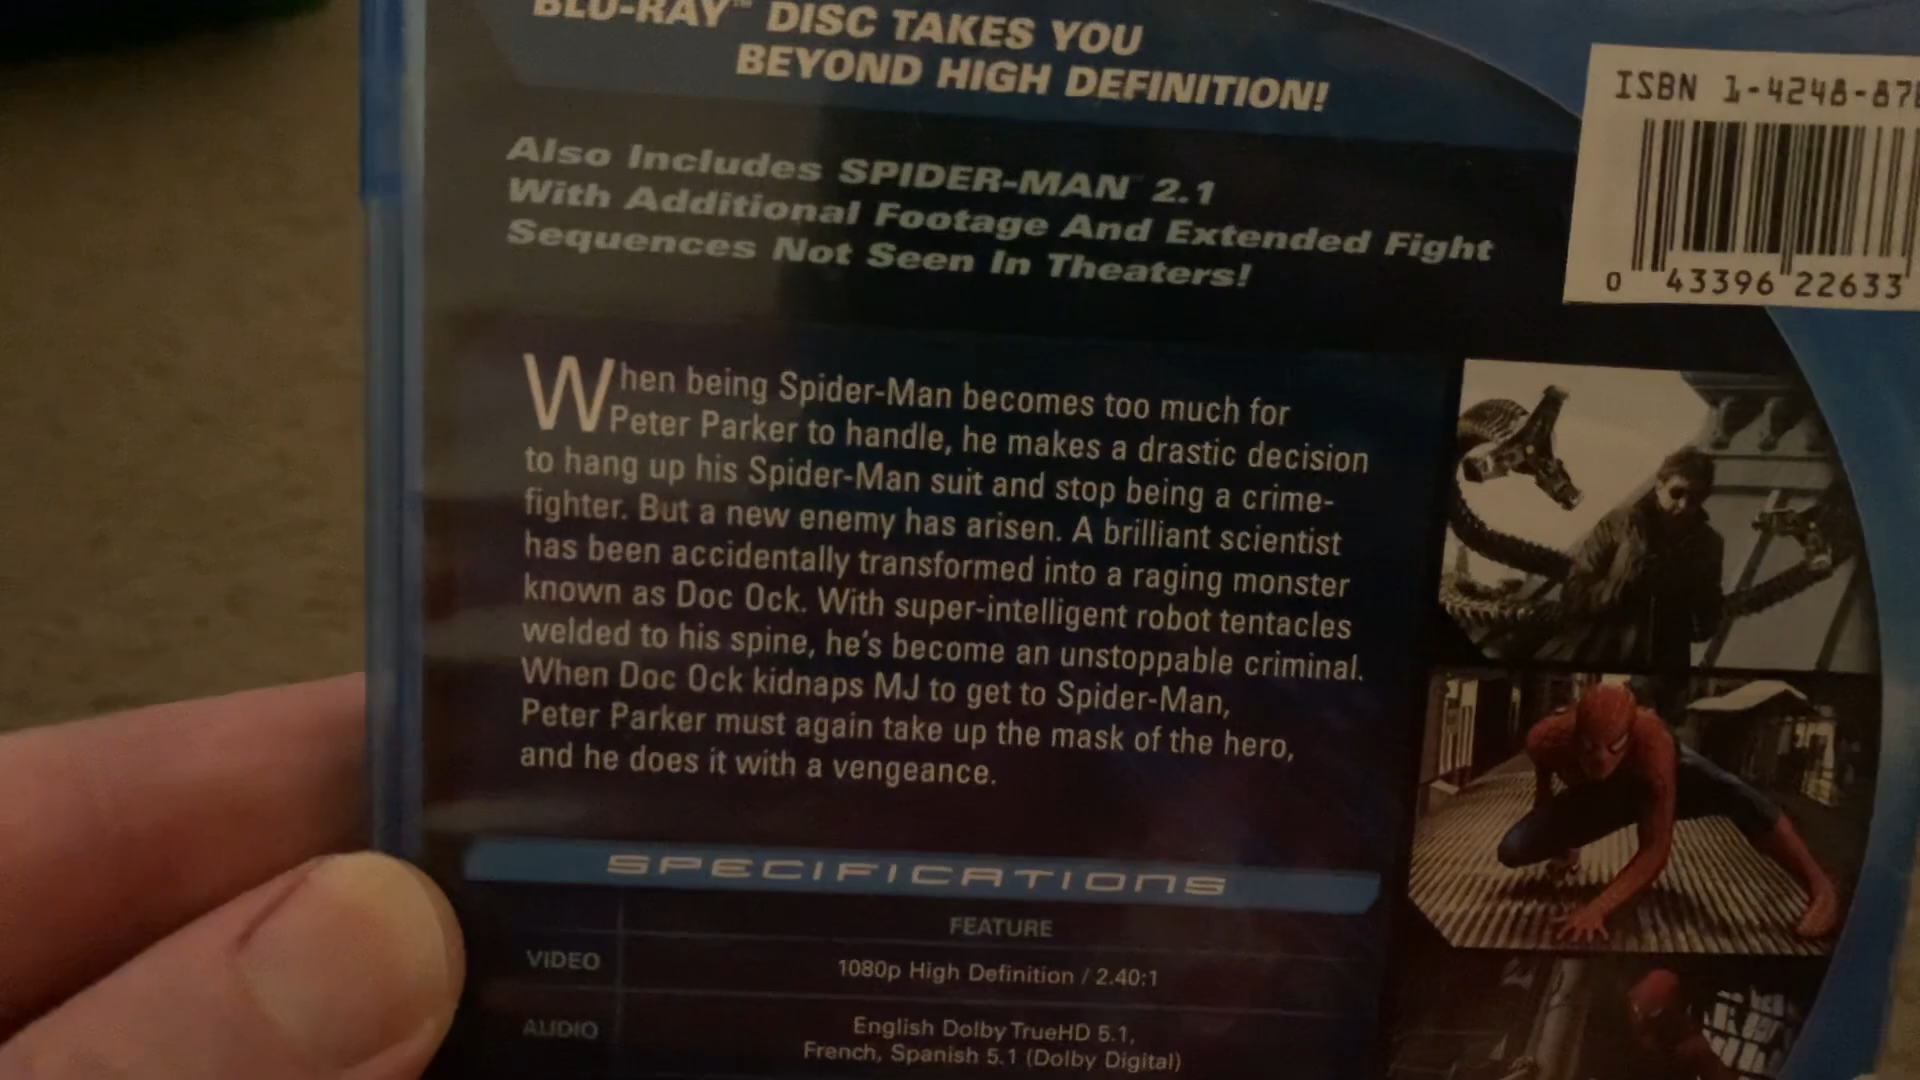 BLU-RAY™ DISC TAKES YOU
BEYOND HIGH DEFINITION!
ISBN 1-4248-87
Also Includes SPIDER-MAN™ 2.1
With Additional Footage And Extended Fight
Sequences Not Seen In Theaters!
0 43396 22633
When being Spider-Man becomes too much for
Peter Parker to handle, he makes a drastic decision
to hang up his Spider-Man suit and stop being a crime-
fighter. But a new enemy has arisen. A brilliant scientist
has been accidentally transformed into a raging monster
known as Doc Ock. With super-intelligent robot tentacles
welded to his spine, he's become an unstoppable criminal.
When Doc Ock kidnaps MJ to get to Spider-Man,
Peter Parker must again take up the mask of the hero,
and he does it with a vengeance.
SPECIFICATIONS
FEATURE
VIDEO 1080p High Definition / 2.40:1
AUDIO English Dolby TrueHD 5.1,
French, Spanish 5.1 (Dolby Digital)